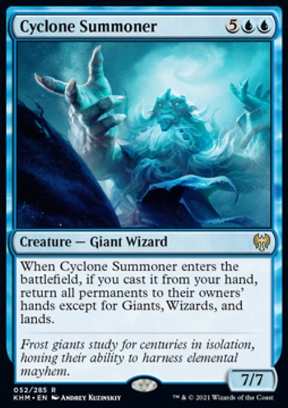 Cyclone Summoner 5
Creature — Giant Wizard
When Cyclone Summoner enters the
battlefield, if you cast it from your hand,
return all permanents to their owners'
hands except for Giants, Wizards, and
lands.
Frost giants study for centuries in isolation,
honing their ability to harness elemental
mayhem.
7/7
052/285 R
KHM • EN Andrey Kuzinskiy
™ & © 2021 Wizards of the Coast